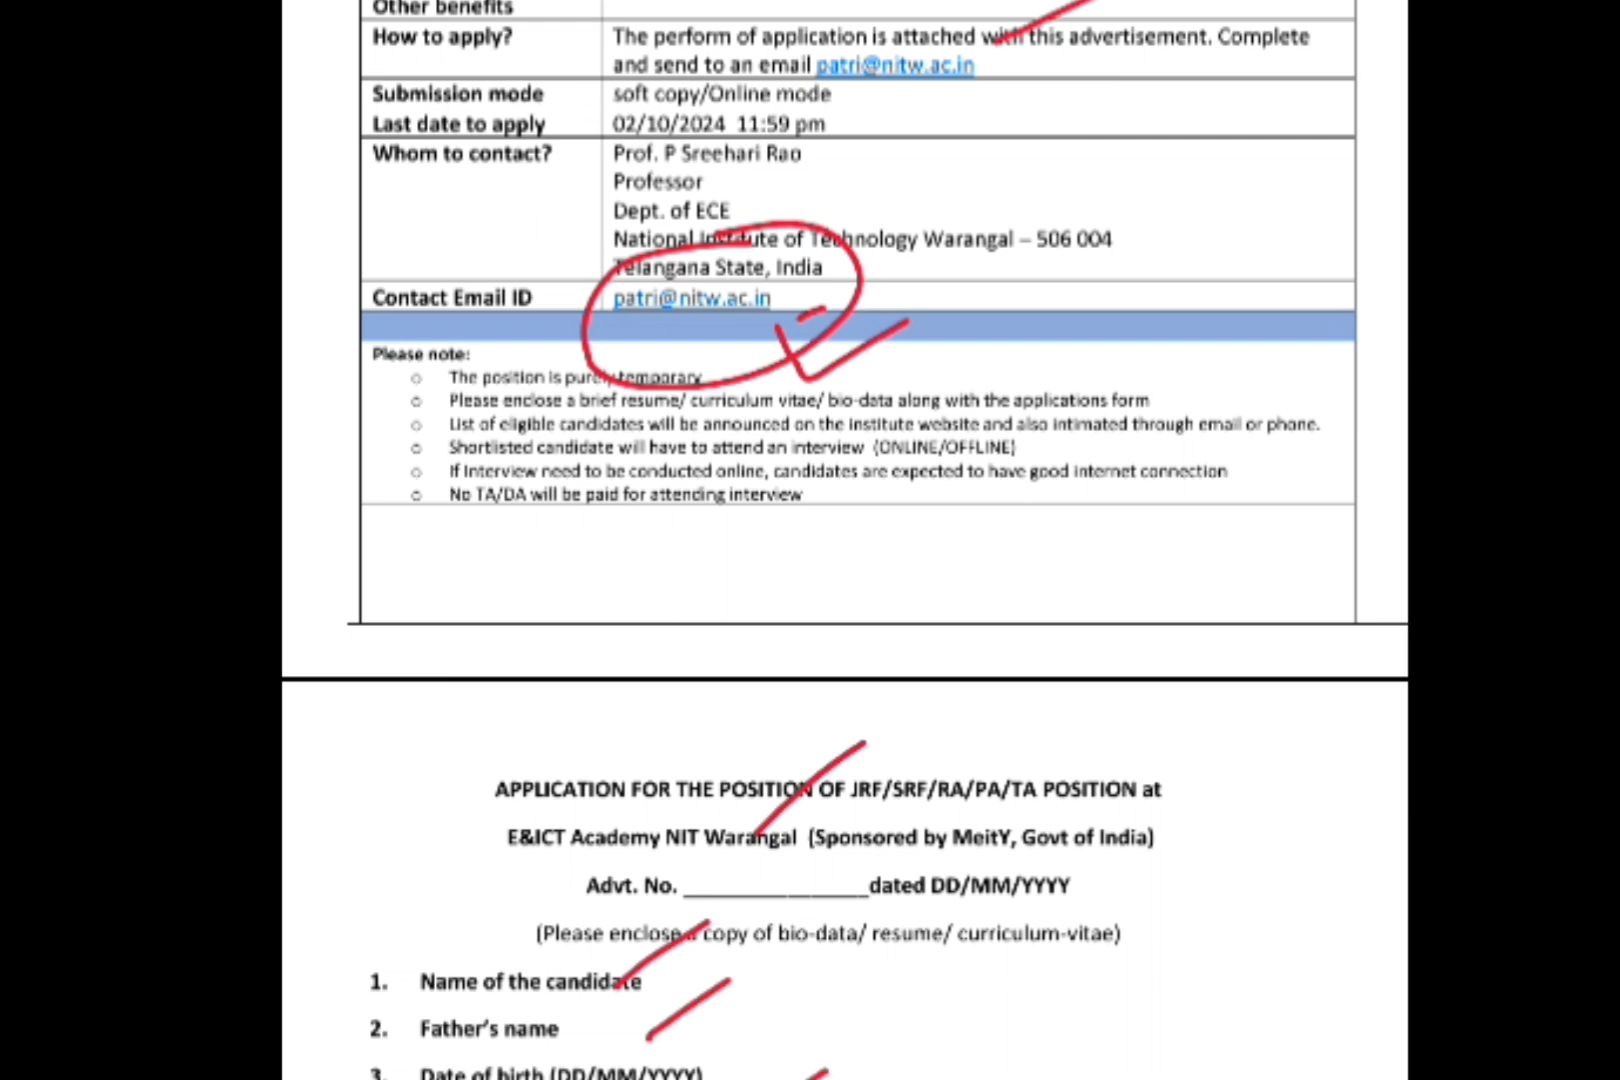 Other benefits
How to apply? The perform of application is attached with this advertisement. Complete
and send to an email patri@nitw.ac.in
Submission mode soft copy/Online mode
Last date to apply 02/10/2024 11:59 pm
Whom to contact? Prof. P Sreehari Rao
Professor
Dept. of ECE
National Institute of Technology Warangal – 506 004
Telangana State, India
Contact Email ID patri@nitw.ac.in
Please note:
○ The position is purely temporary
○ Please enclose a brief resume/ curriculum vitae/ bio-data along with the applications form
○ List of eligible candidates will be announced on the institute website and also intimated through email or phone.
○ Shortlisted candidate will have to attend an interview (ONLINE/OFFLINE)
○ If Interview need to be conducted online, candidates are expected to have good internet connection
○ No TA/DA will be paid for attending interview
APPLICATION FOR THE POSITION OF JRF/SRF/RA/PA/TA POSITION at
E&ICT Academy NIT Warangal (Sponsored by MeitY, Govt of India)
Advt. No. ________________dated DD/MM/YYYY
(Please enclose a copy of bio-data/ resume/ curriculum-vitae)
1. Name of the candidate
2. Father's name
3. Date of birth (DD/MM/YYYY)